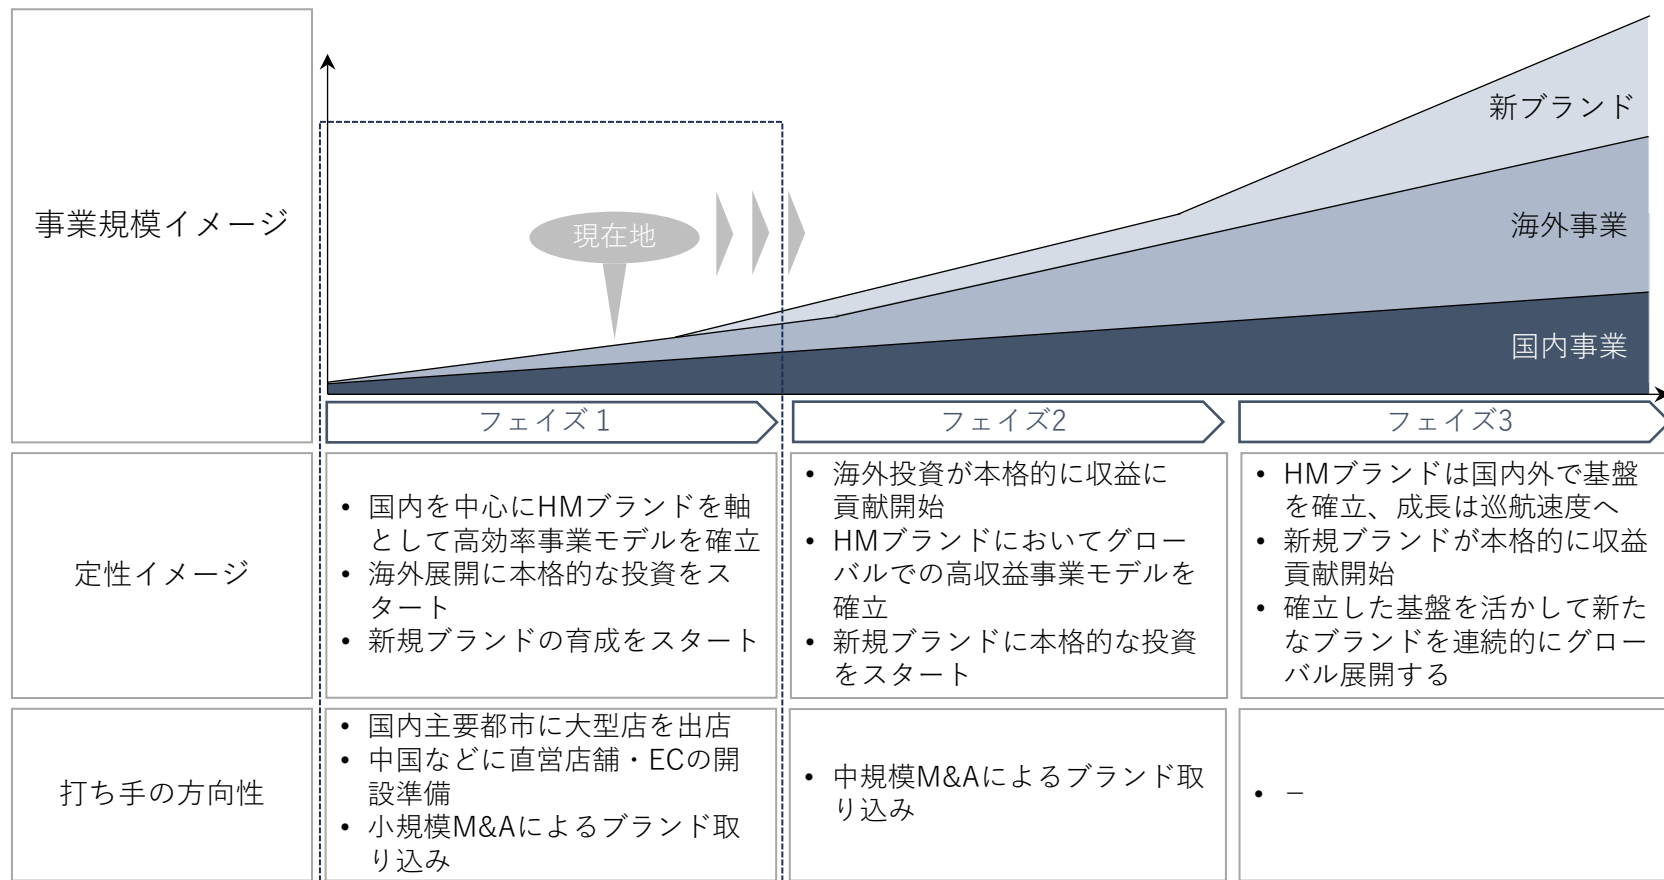 事業規模イメージ
新ブランド
海外事業
国内事業
現在地
フェイズ１
フェイズ2
フェイズ3
定性イメージ
• 国内を中心にHMブランドを軸
として高効率事業モデルを確立
• 海外展開に本格的な投資をス
タート
• 新規ブランドの育成をスタート
• 海外投資が本格的に収益に
貢献開始
• HMブランドにおいてグロー
バルでの高収益事業モデルを
確立
• 新規ブランドに本格的な投資
をスタート
• HMブランドは国内外で基盤
を確立、成長は巡航速度へ
• 新規ブランドが本格的に収益
貢献開始
• 確立した基盤を活かして新た
なブランドを連続的にグロー
バル展開する
打ち手の方向性
• 国内主要都市に大型店を出店
• 中国などに直営店舗・ECの開
設準備
• 小規模M&Aによるブランド取
り込み
• 中規模M&Aによるブランド取
り込み
• －